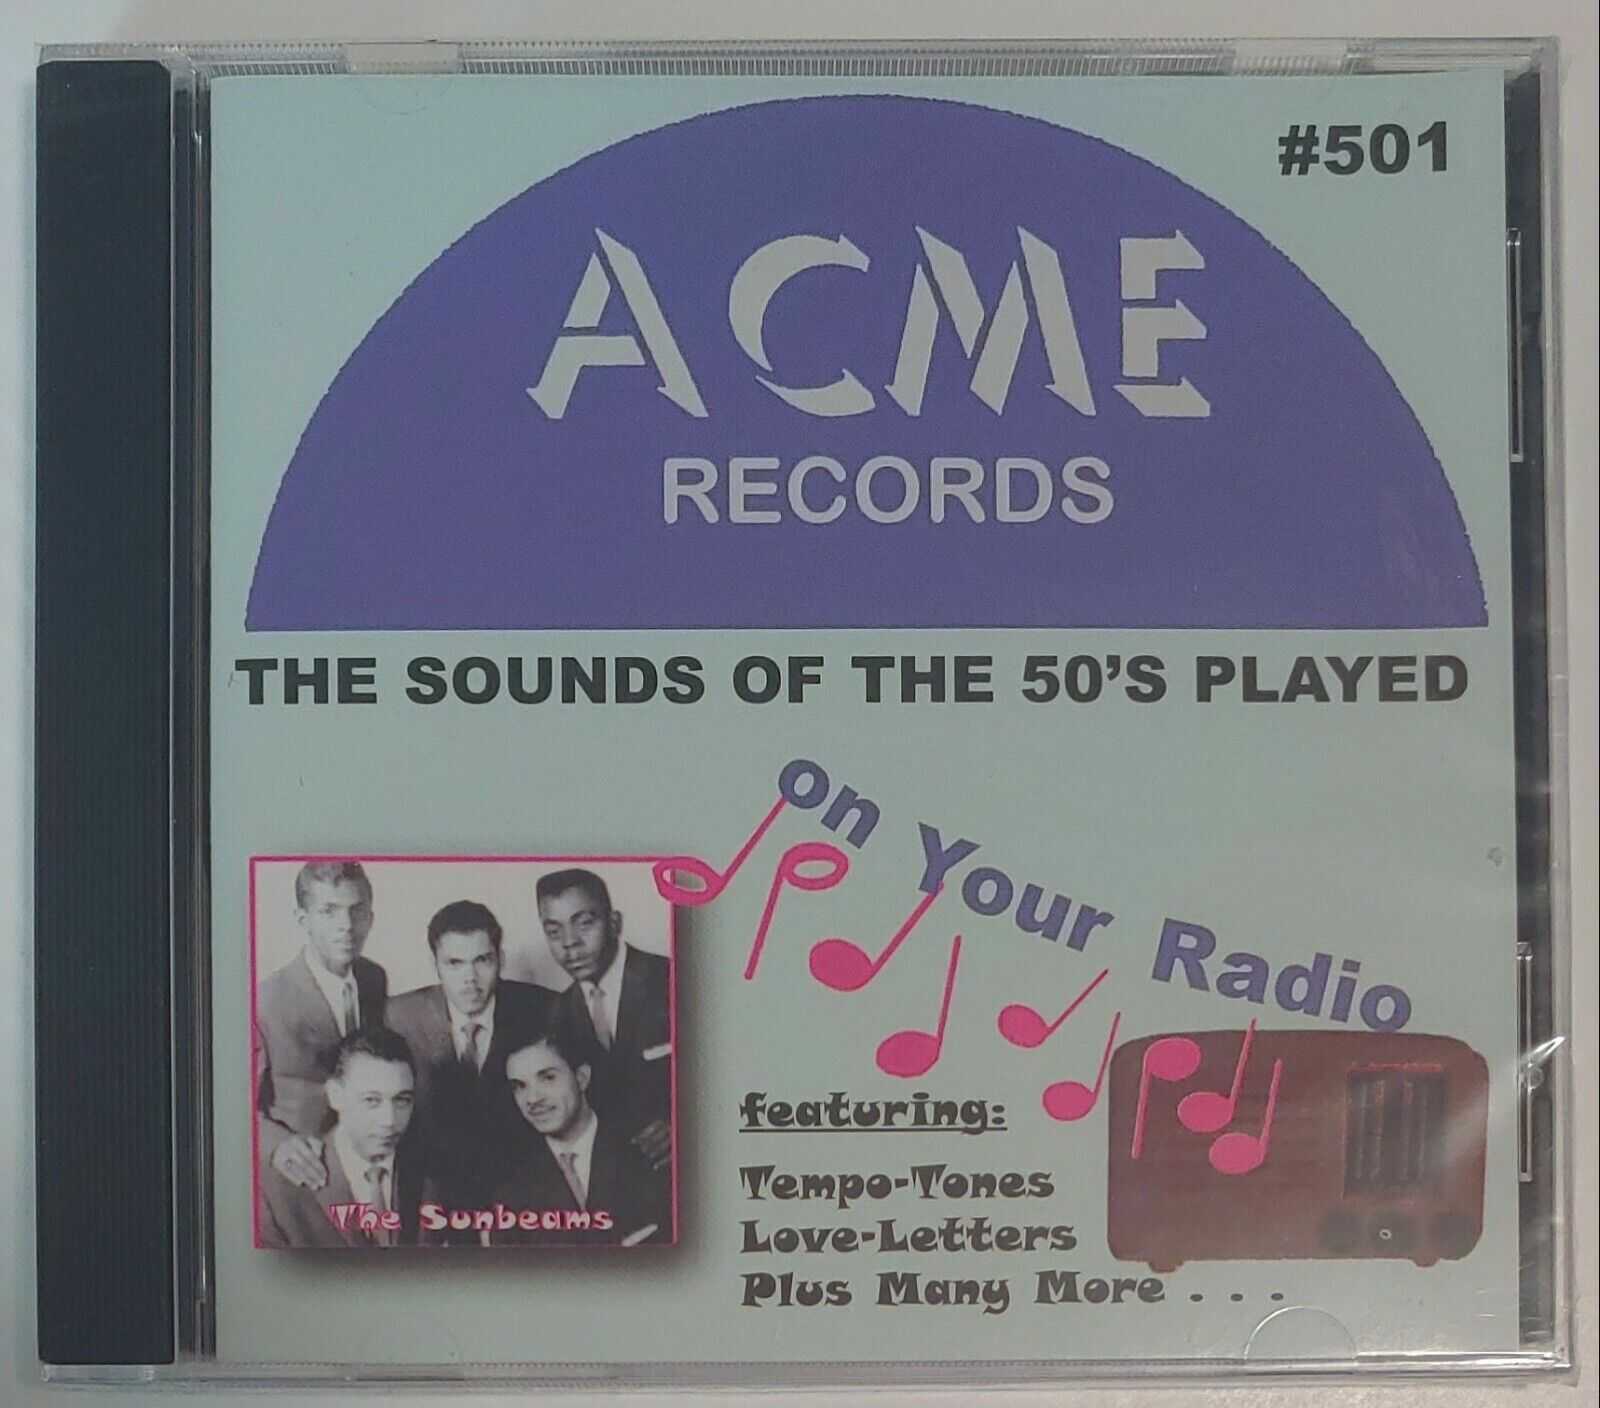 #501
ACME
RECORDS
THE SOUNDS OF THE 50'S PLAYED
on Your Radio
The Sunbeams
featuring:
Tempo-Tones
Love-Letters
Plus Many More . . .